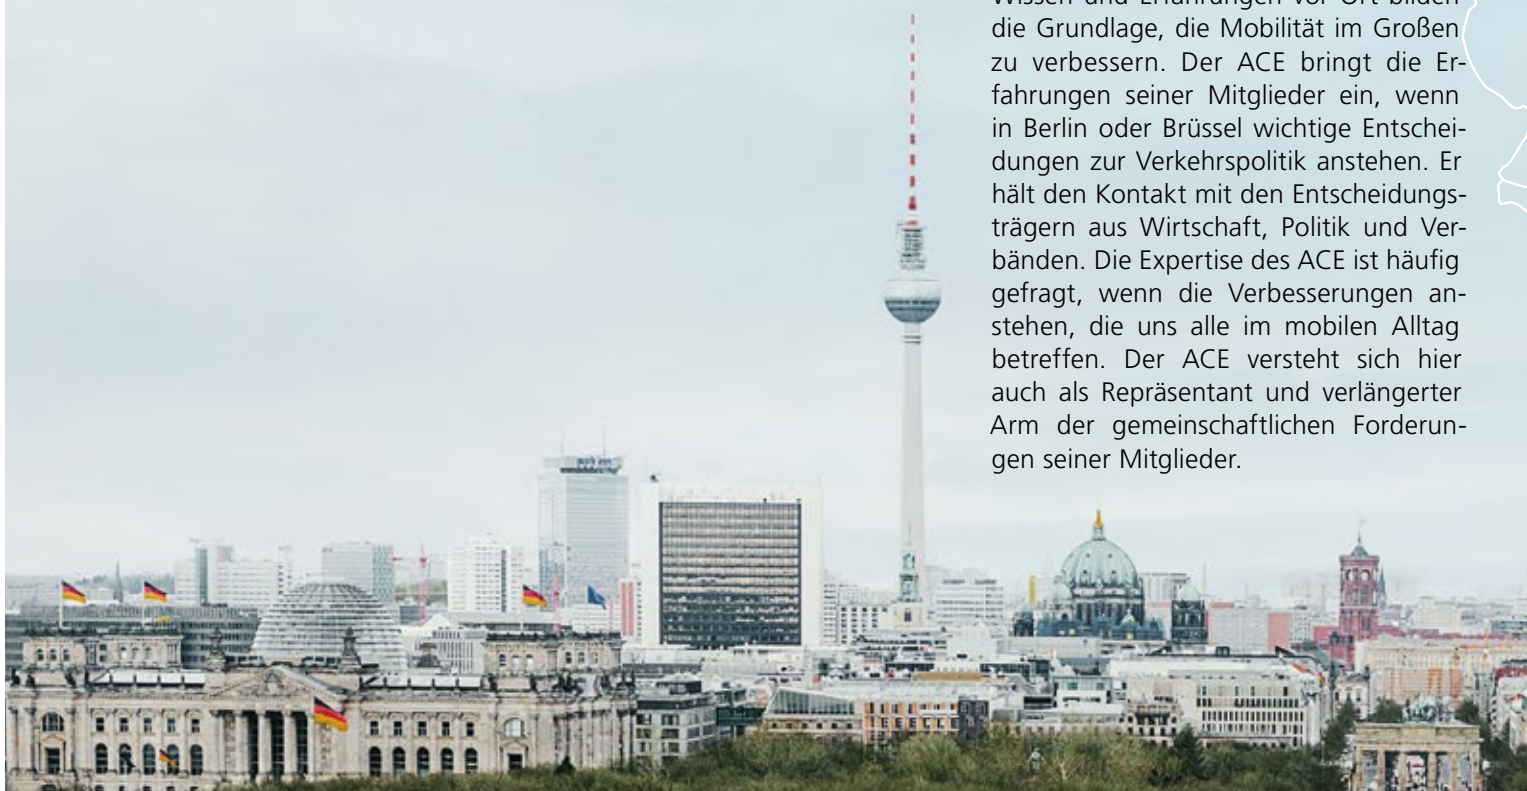 Wissen und Erfahrungen vor Ort bilden
die Grundlage, die Mobilität im Großen
zu verbessern. Der ACE bringt die Er-
fahrungen seiner Mitglieder ein, wenn
in Berlin oder Brüssel wichtige Entschei-
dungen zur Verkehrspolitik anstehen. Er
hält den Kontakt mit den Entscheidungs-
trägern aus Wirtschaft, Politik und Ver-
bänden. Die Expertise des ACE ist häufig
gefragt, wenn die Verbesserungen an-
stehen, die uns alle im mobilen Alltag
betreffen. Der ACE versteht sich hier
auch als Repräsentant und verlängerter
Arm der gemeinschaftlichen Forderun-
gen seiner Mitglieder.